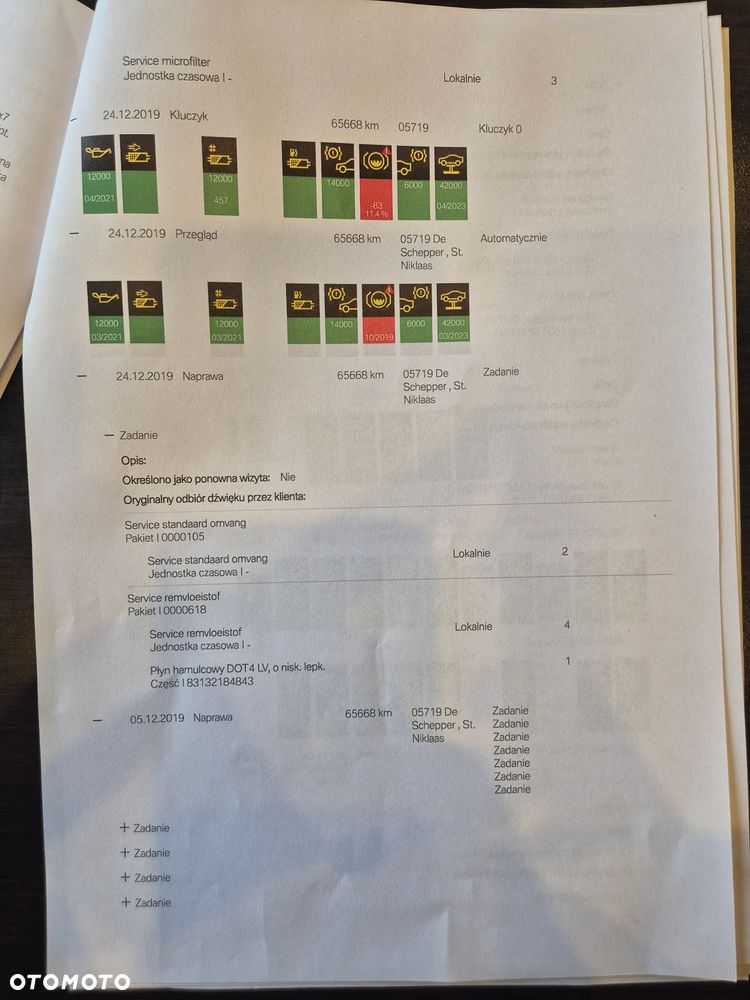 Service microfilter
Jednostka czasowa I -
Lokalnie 3
24.12.2019 Kluczyk 65668 km 05719 Kluczyk 0
12000 12000 14000 -83 6000 42000
04/2021 457 11.4 % 04/2023
24.12.2019 Przegląd 65668 km 05719 De Automatycznie
Schepper , St.
Niklaas
12000 12000 14000 6000 42000
03/2021 03/2021 10/2019 03/2023
24.12.2019 Naprawa 65668 km 05719 De Zadanie
Schepper , St.
Niklaas
— Zadanie
Opis:
Określono jako ponowna wizyta: Nie
Oryginalny odbiór dźwięku przez klienta:
Service standaard omvang
Pakiet I 0000105
Service standaard omvang Lokalnie 2
Jednostka czasowa I -
Service remvloeistof
Pakiet I 0000618
Service remvloeistof Lokalnie 4
Jednostka czasowa I -
Płyn hamulcowy DOT4 LV, o nisk. lepk. 1
Część I 83132184843
— 05.12.2019 Naprawa 65668 km 05719 De Zadanie
Schepper , St. Zadanie
Niklaas Zadanie
Zadanie
Zadanie
Zadanie
Zadanie
+ Zadanie
+ Zadanie
+ Zadanie
+ Zadanie
OTOMOTO